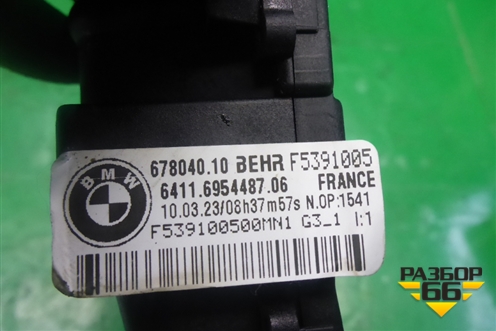 BMW
678040.10 BEHR F5391005
6411.6954487.06 FRANCE
10.03.23/08h37m57s N.OP:1541
F539100500MN1 G3_1 I:1
РАЗБОР
66